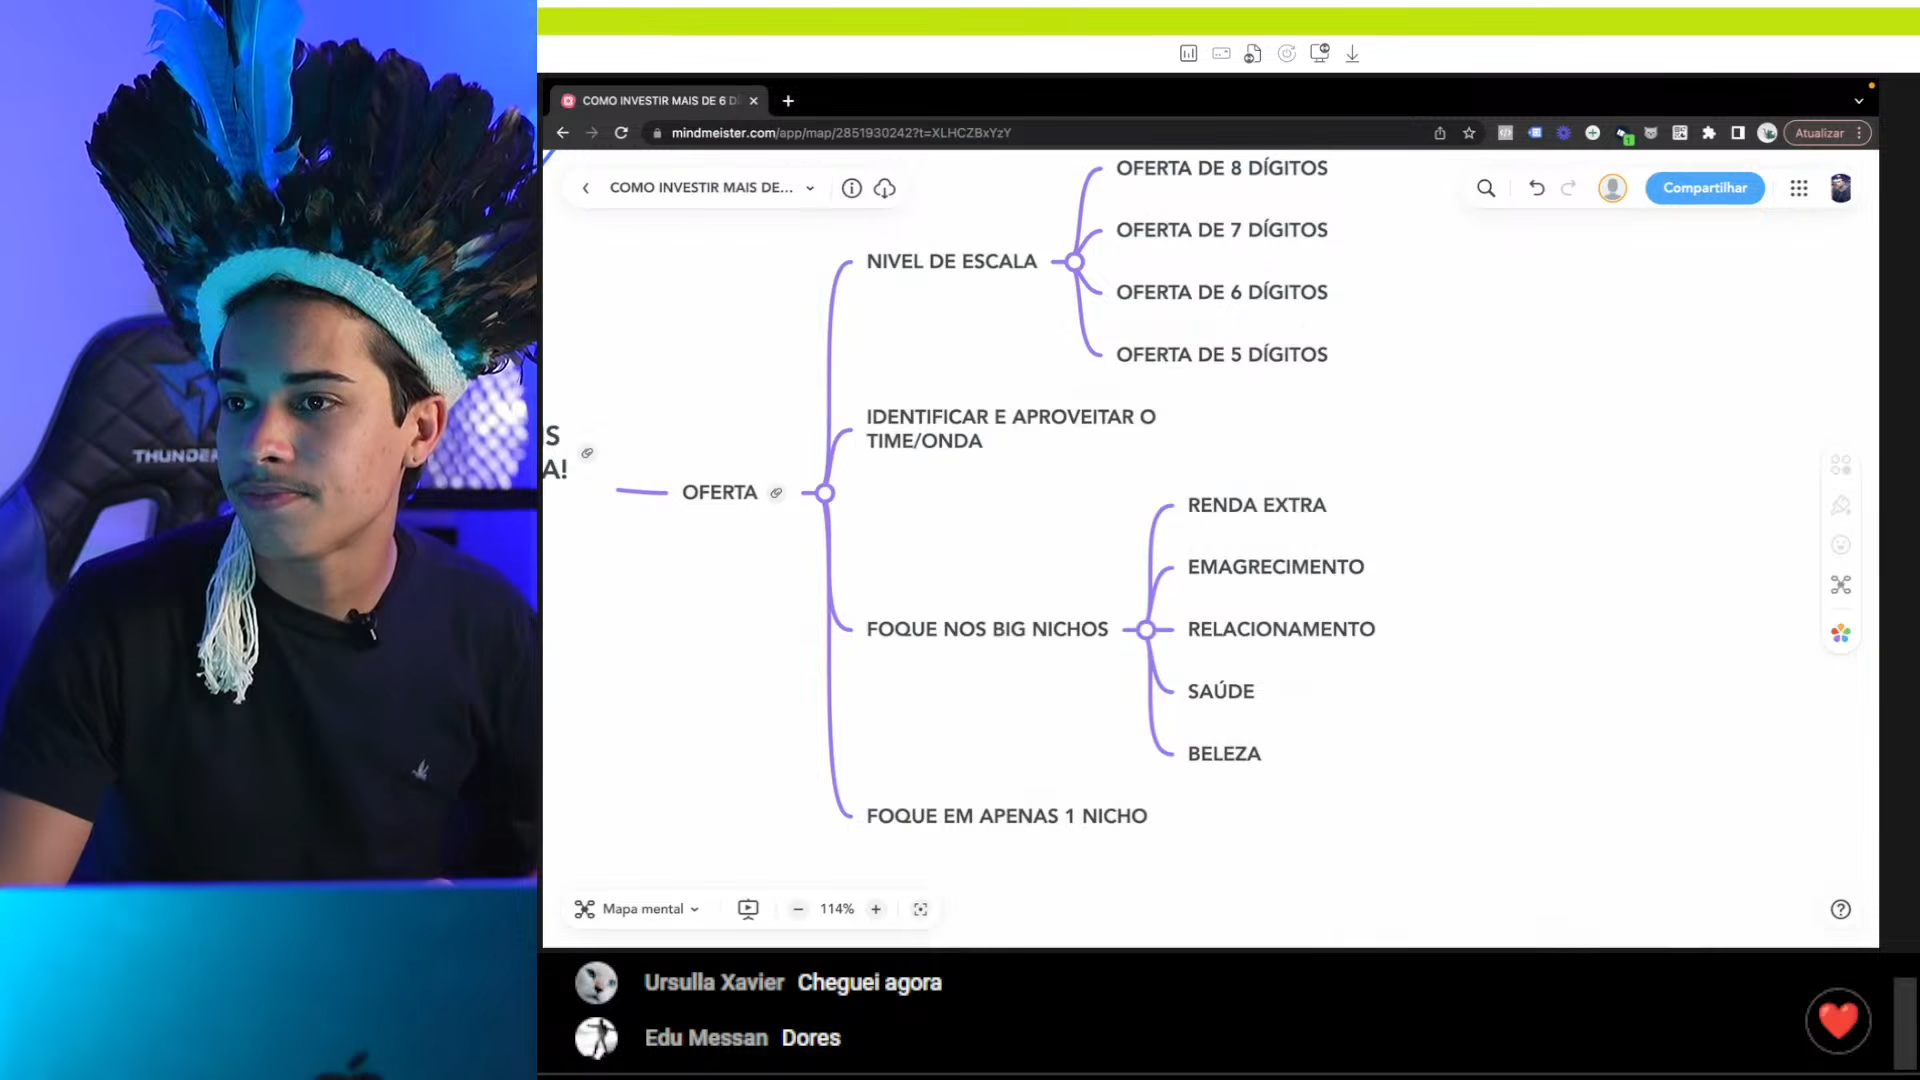 THUNDER
COMO INVESTIR MAIS DE 6 D
mindmeister.com/app/map/2851930242?t=XLHCZBxYzY
Atualizar
COMO INVESTIR MAIS DE...
Compartilhar
OFERTA DE 8 DÍGITOS
OFERTA DE 7 DÍGITOS
NIVEL DE ESCALA
OFERTA DE 6 DÍGITOS
OFERTA DE 5 DÍGITOS
IDENTIFICAR E APROVEITAR O
TIME/ONDA
S
A!
OFERTA
RENDA EXTRA
EMAGRECIMENTO
FOQUE NOS BIG NICHOS
RELACIONAMENTO
SAÚDE
BELEZA
FOQUE EM APENAS 1 NICHO
Mapa mental
114%
Ursulla Xavier Cheguei agora
Edu Messan Dores